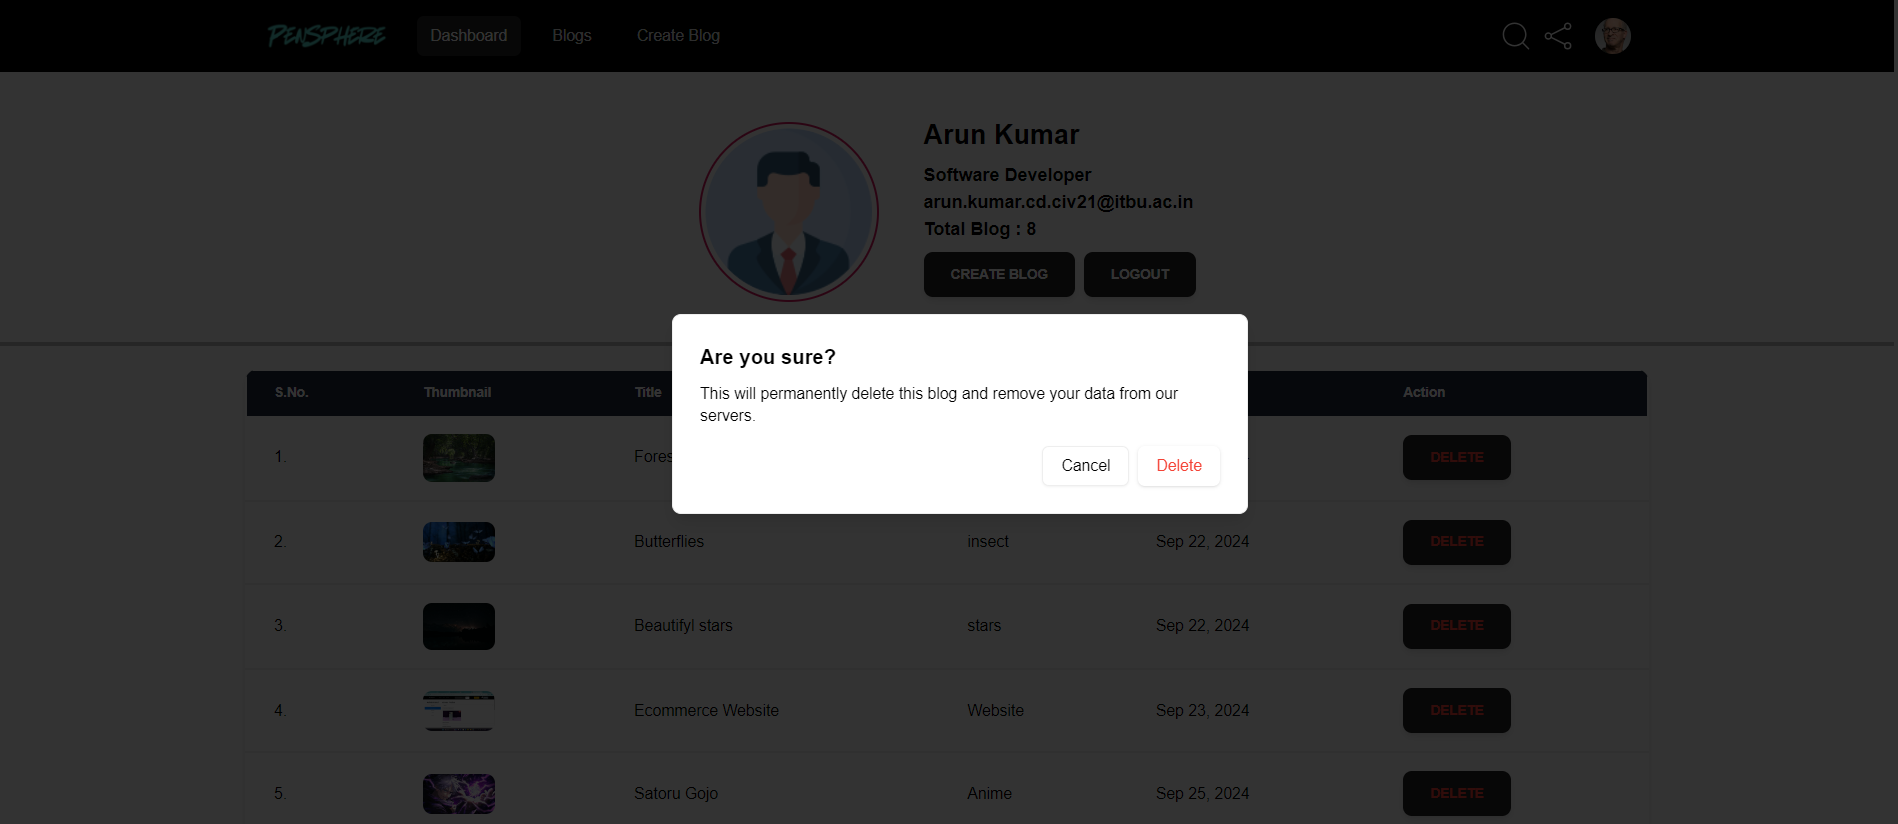 PENSPHERE Dashboard Blogs Create Blog
Arun Kumar
Software Developer
arun.kumar.cd.civ21@itbu.ac.in
Total Blog : 8
CREATE BLOG LOGOUT
Are you sure?
This will permanently delete this blog and remove your data from our
servers.
Cancel Delete
S.No. Thumbnail Title Action
1. DELETE
2. Butterflies insect Sep 22, 2024 DELETE
3. Beautifyl stars stars Sep 22, 2024 DELETE
4. Ecommerce Website Website Sep 23, 2024 DELETE
5. Satoru Gojo Anime Sep 25, 2024 DELETE